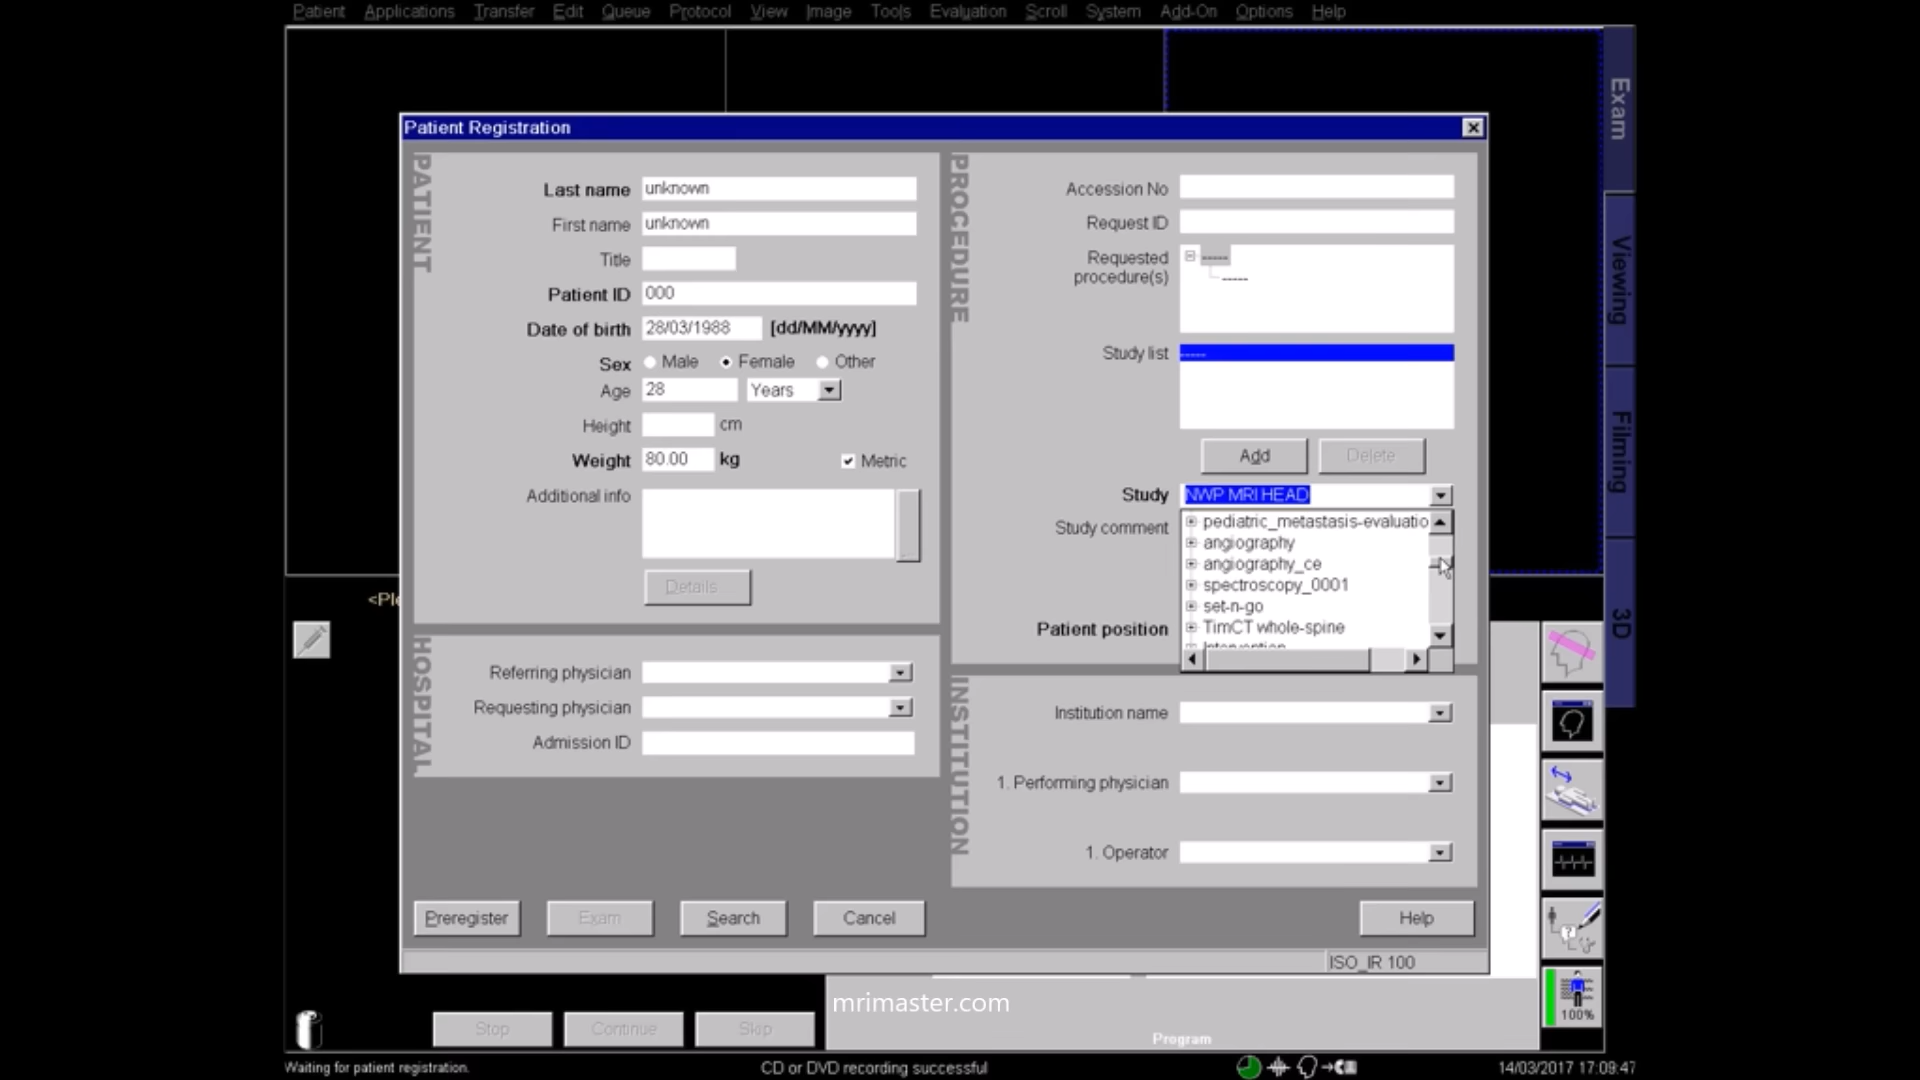 Patient Applications Transfer Edit Queue Protocol View Image Tools Evaluation Scroll System Add-On Options Help
Exam
Viewing
Filming
3D
Patient Registration
PATIENT
Last name unknown
First name unknown
Title
Patient ID 000
Date of birth 28/03/1988 [dd/MM/yyyy]
Sex Male Female Other
Age 28 Years
Height cm
Weight 80.00 kg Metric
Additional info
Details
HOSPITAL
Referring physician
Requesting physician
Admission ID
PROCEDURE
Accession No
Request ID
Requested
procedure(s)
-----
-----
Study list -----
Add Delete
Study NWP MRI HEAD
Study comment
pediatric_metastasis-evaluatio
angiography
angiography_ce
spectroscopy_0001
set-n-go
TimCT whole-spine
Intervention
Patient position
INSTITUTION
Institution name
1. Performing physician
1. Operator
Preregister Exam Search Cancel Help
ISO_IR 100
<Ple
100%
mrimaster.com
Stop Continue Skip
Program
Waiting for patient registration. CD or DVD recording successful 14/03/2017 17:09:47